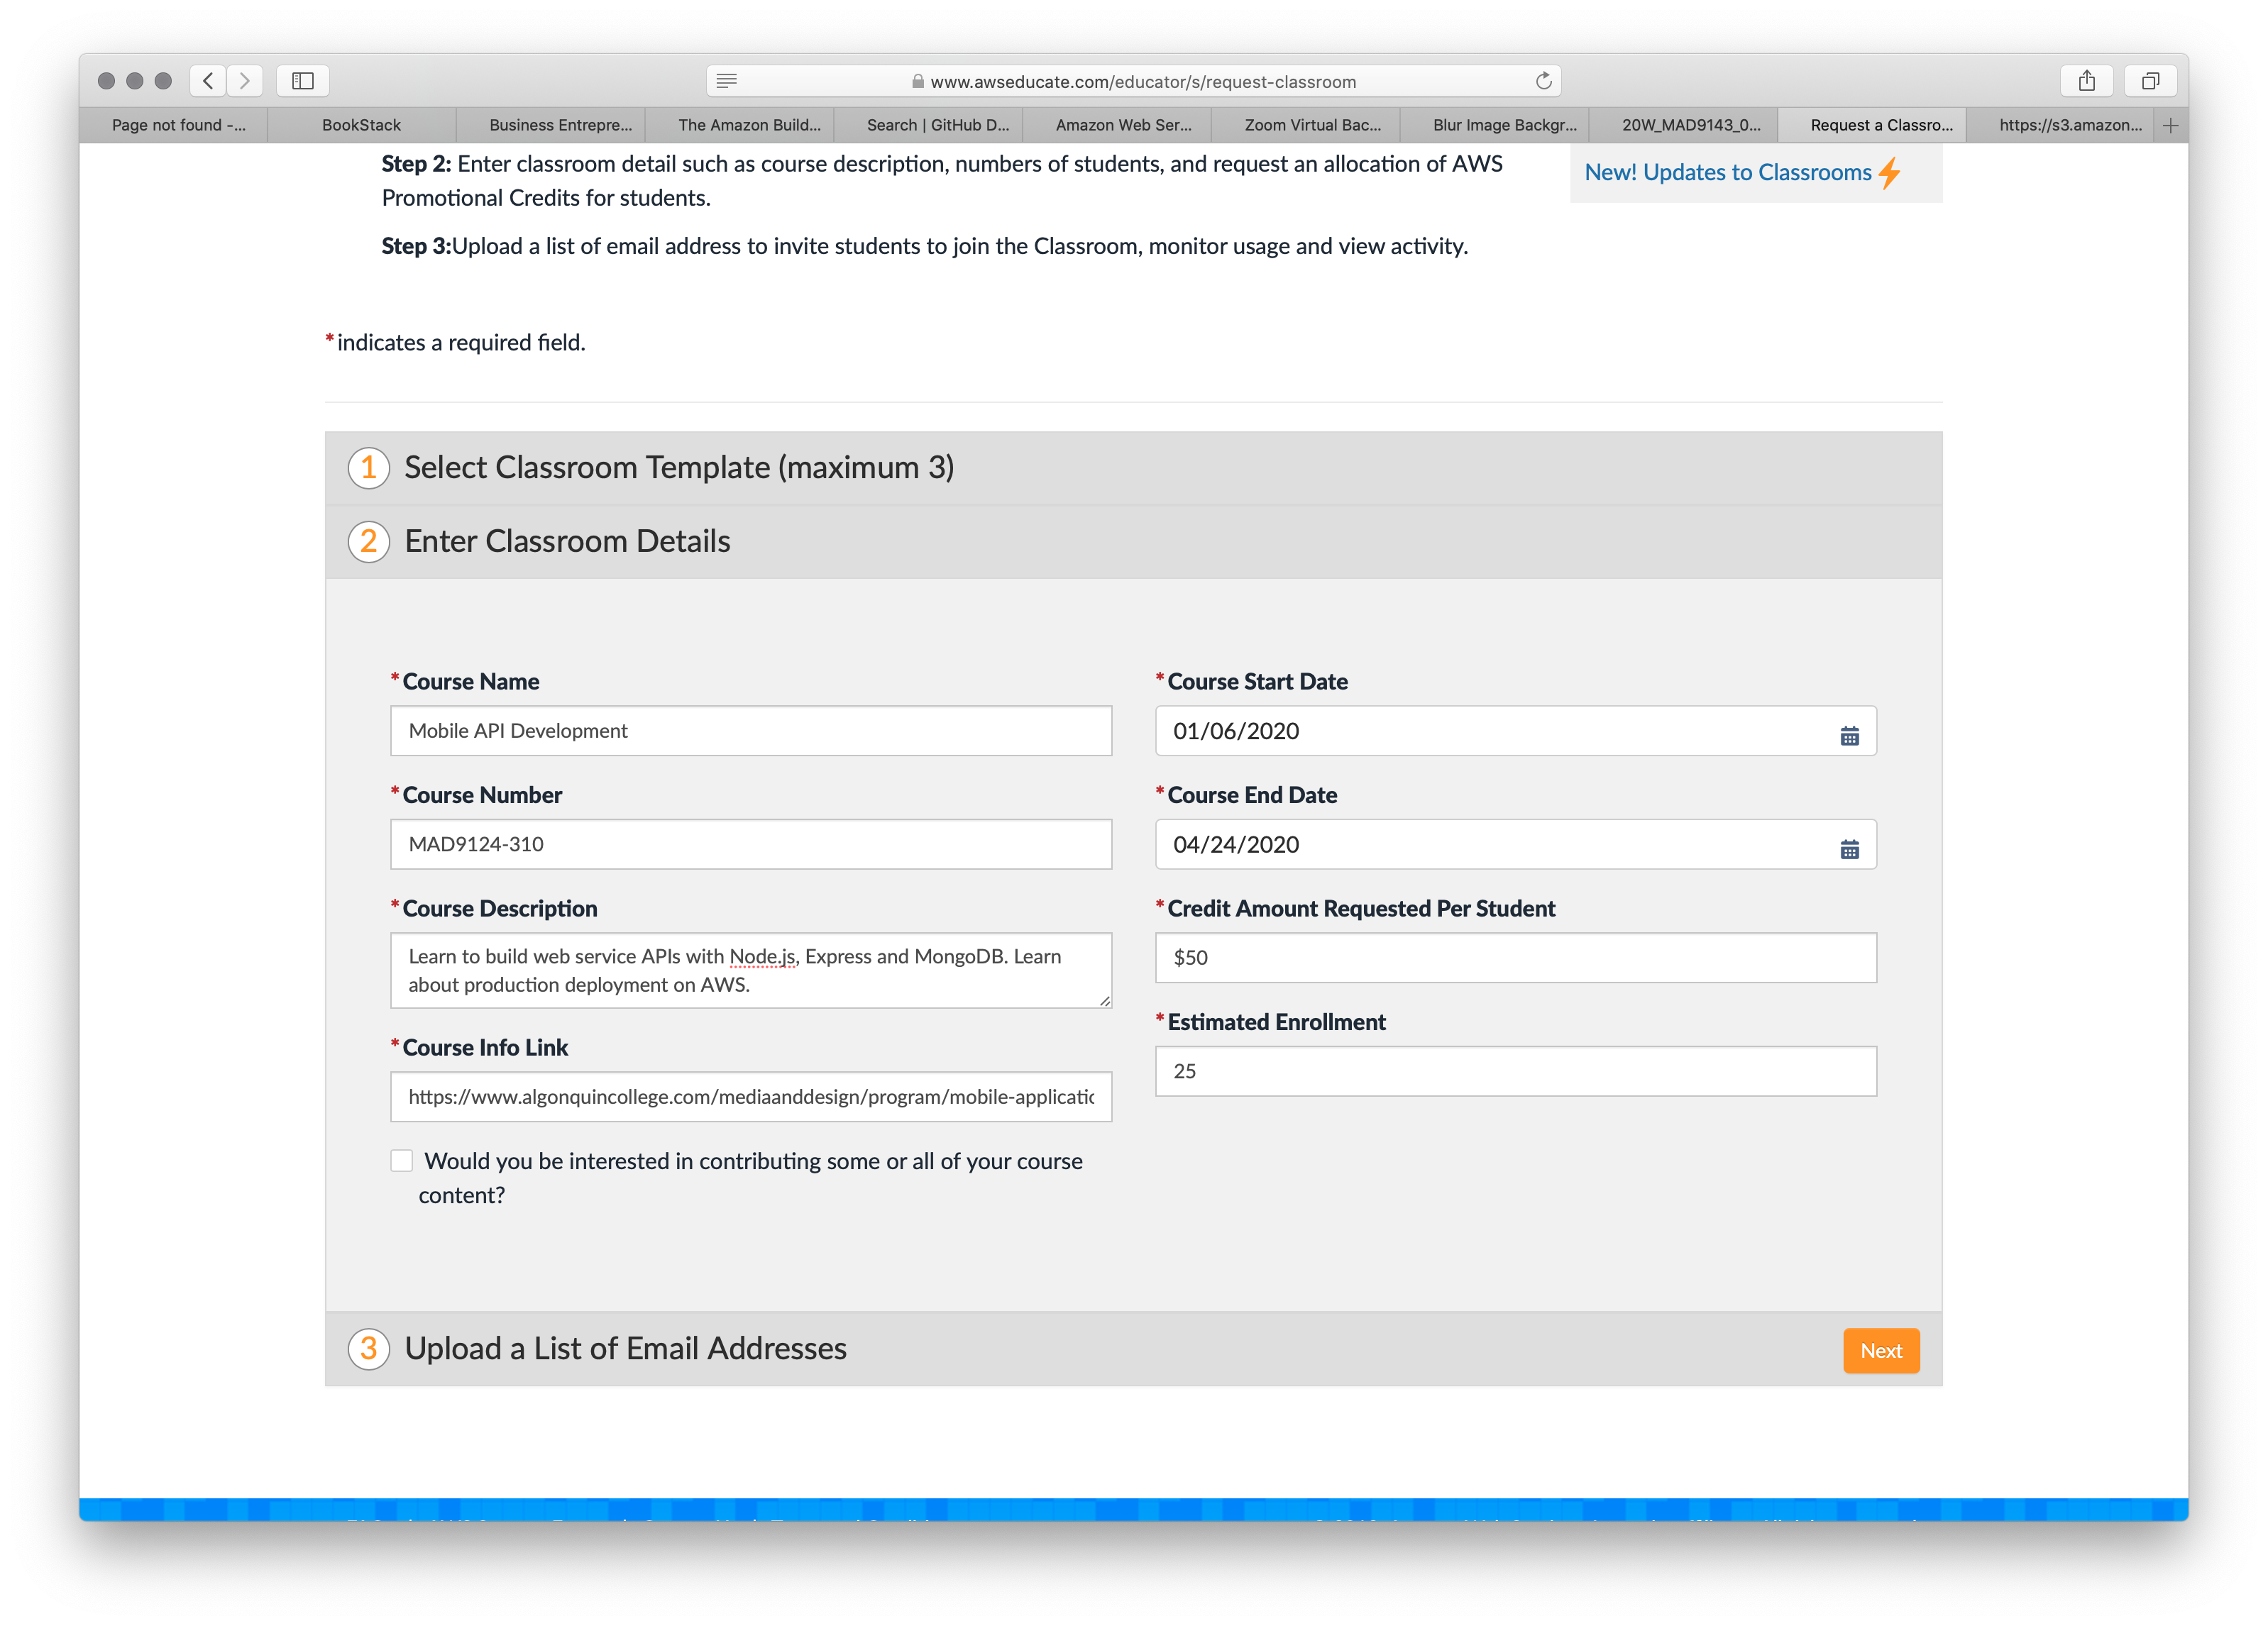 www.awseducate.com/educator/s/request-classroom
Page not found -...
BookStack
Business Entrepre...
The Amazon Build...
Search | GitHub D...
Amazon Web Ser...
Zoom Virtual Bac...
Blur Image Backgr...
20W_MAD9143_0...
Request a Classro...
https://s3.amazon...
Step 2: Enter classroom detail such as course description, numbers of students, and request an allocation of AWS
Promotional Credits for students.
Step 3:Upload a list of email address to invite students to join the Classroom, monitor usage and view activity.
New! Updates to Classrooms
*indicates a required field.
1 Select Classroom Template (maximum 3)
2 Enter Classroom Details
*Course Name
Mobile API Development
*Course Number
MAD9124-310
*Course Description
Learn to build web service APIs with Node.js, Express and MongoDB. Learn
about production deployment on AWS.
*Course Info Link
https://www.algonquincollege.com/mediaanddesign/program/mobile-applicatic
Would you be interested in contributing some or all of your course
content?
*Course Start Date
01/06/2020
*Course End Date
04/24/2020
*Credit Amount Requested Per Student
$50
*Estimated Enrollment
25
3 Upload a List of Email Addresses
Next